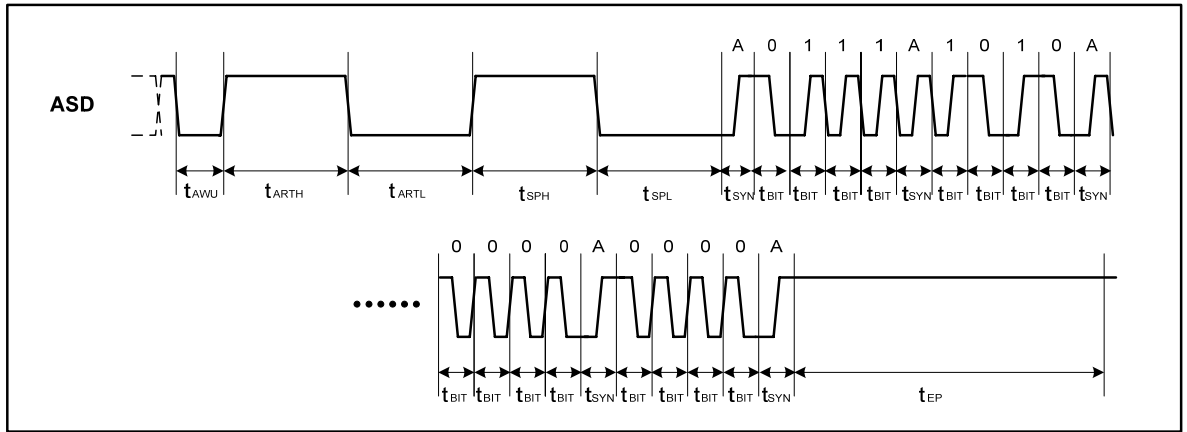 A 0 1 1 1 A 1 0 1 0 A
ASD
tAWU tARTH tARTL tSPH tSPL tSYN tBIT tBIT tBIT tBIT tSYN tBIT tBIT tBIT tBIT tSYN
0 0 0 0 A 0 0 0 0 A
tBIT tBIT tBIT tBIT tSYN tBIT tBIT tBIT tBIT tSYN tEP